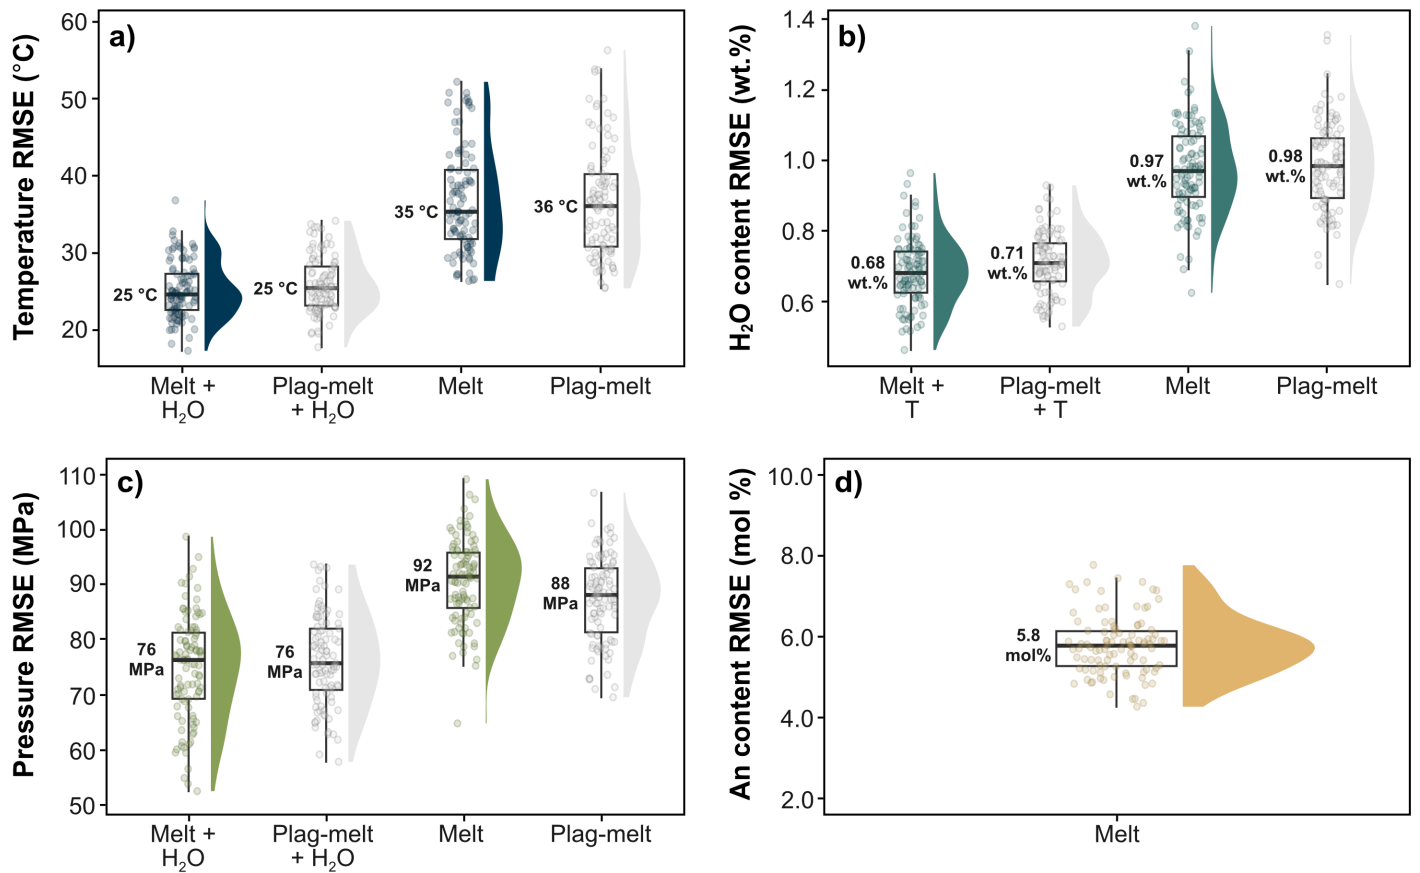 a)
Temperature RMSE (°C)
60
50
40
30
20
25 °C
25 °C
35 °C
36 °C
Melt +
H₂O
Plag-melt
+ H₂O
Melt
Plag-melt
b)
H₂O content RMSE (wt.%)
1.4
1.2
1.0
0.8
0.6
0.68
wt.%
0.71
wt.%
0.97
wt.%
0.98
wt.%
Melt +
T
Plag-melt
+ T
Melt
Plag-melt
c)
Pressure RMSE (MPa)
110
100
90
80
70
60
50
76
MPa
76
MPa
92
MPa
88
MPa
Melt +
H₂O
Plag-melt
+ H₂O
Melt
Plag-melt
d)
An content RMSE (mol %)
10.0
8.0
6.0
4.0
2.0
5.8
mol%
Melt